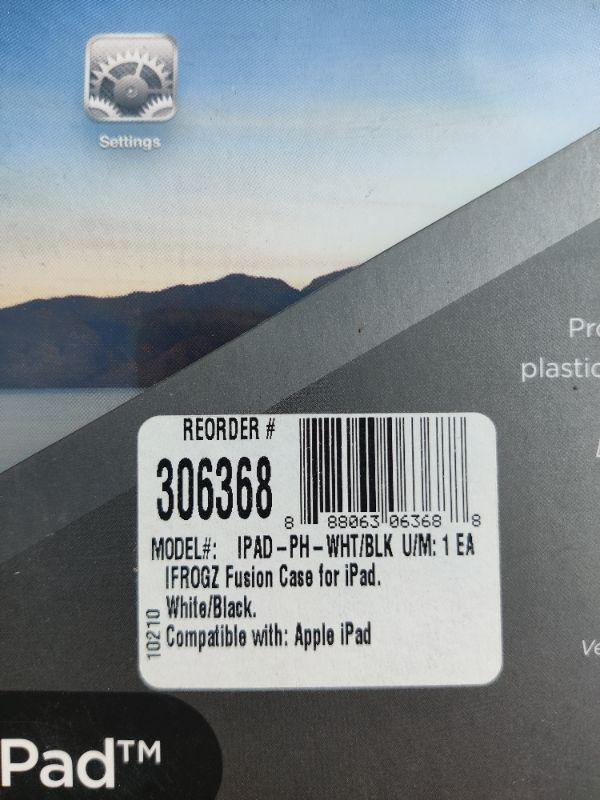 Settings
plastic
REORDER #
306368
8 88063 06368 8
MODEL#: IPAD-PH-WHT/BLK U/M: 1 EA
IFROGZ Fusion Case for iPad.
White/Black.
10210
Compatible with: Apple iPad
Pad™